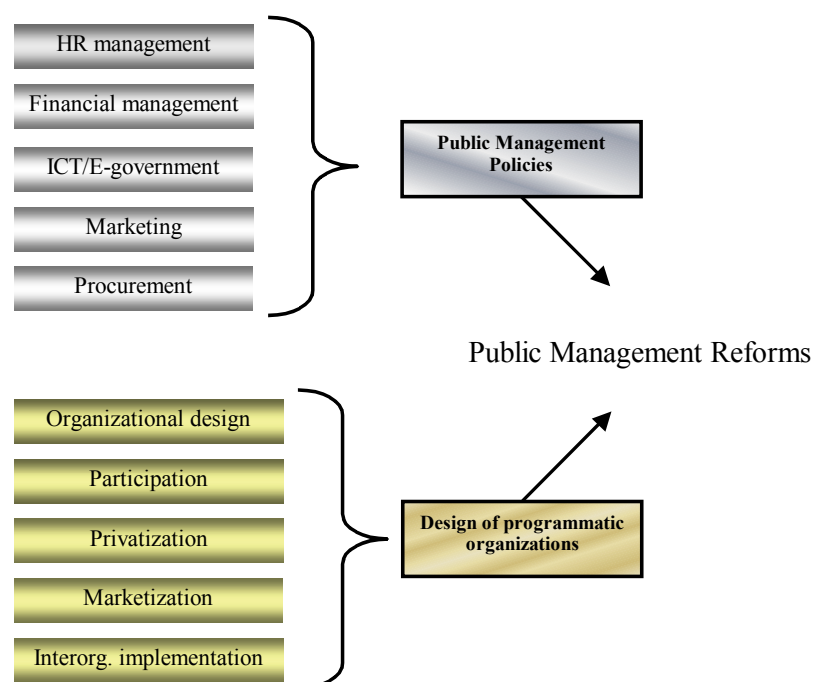 HR management
Financial management
ICT/E-government
Marketing
Procurement
Public Management
Policies
Public Management Reforms
Organizational design
Participation
Privatization
Marketization
Interorg. implementation
Design of programmatic
organizations